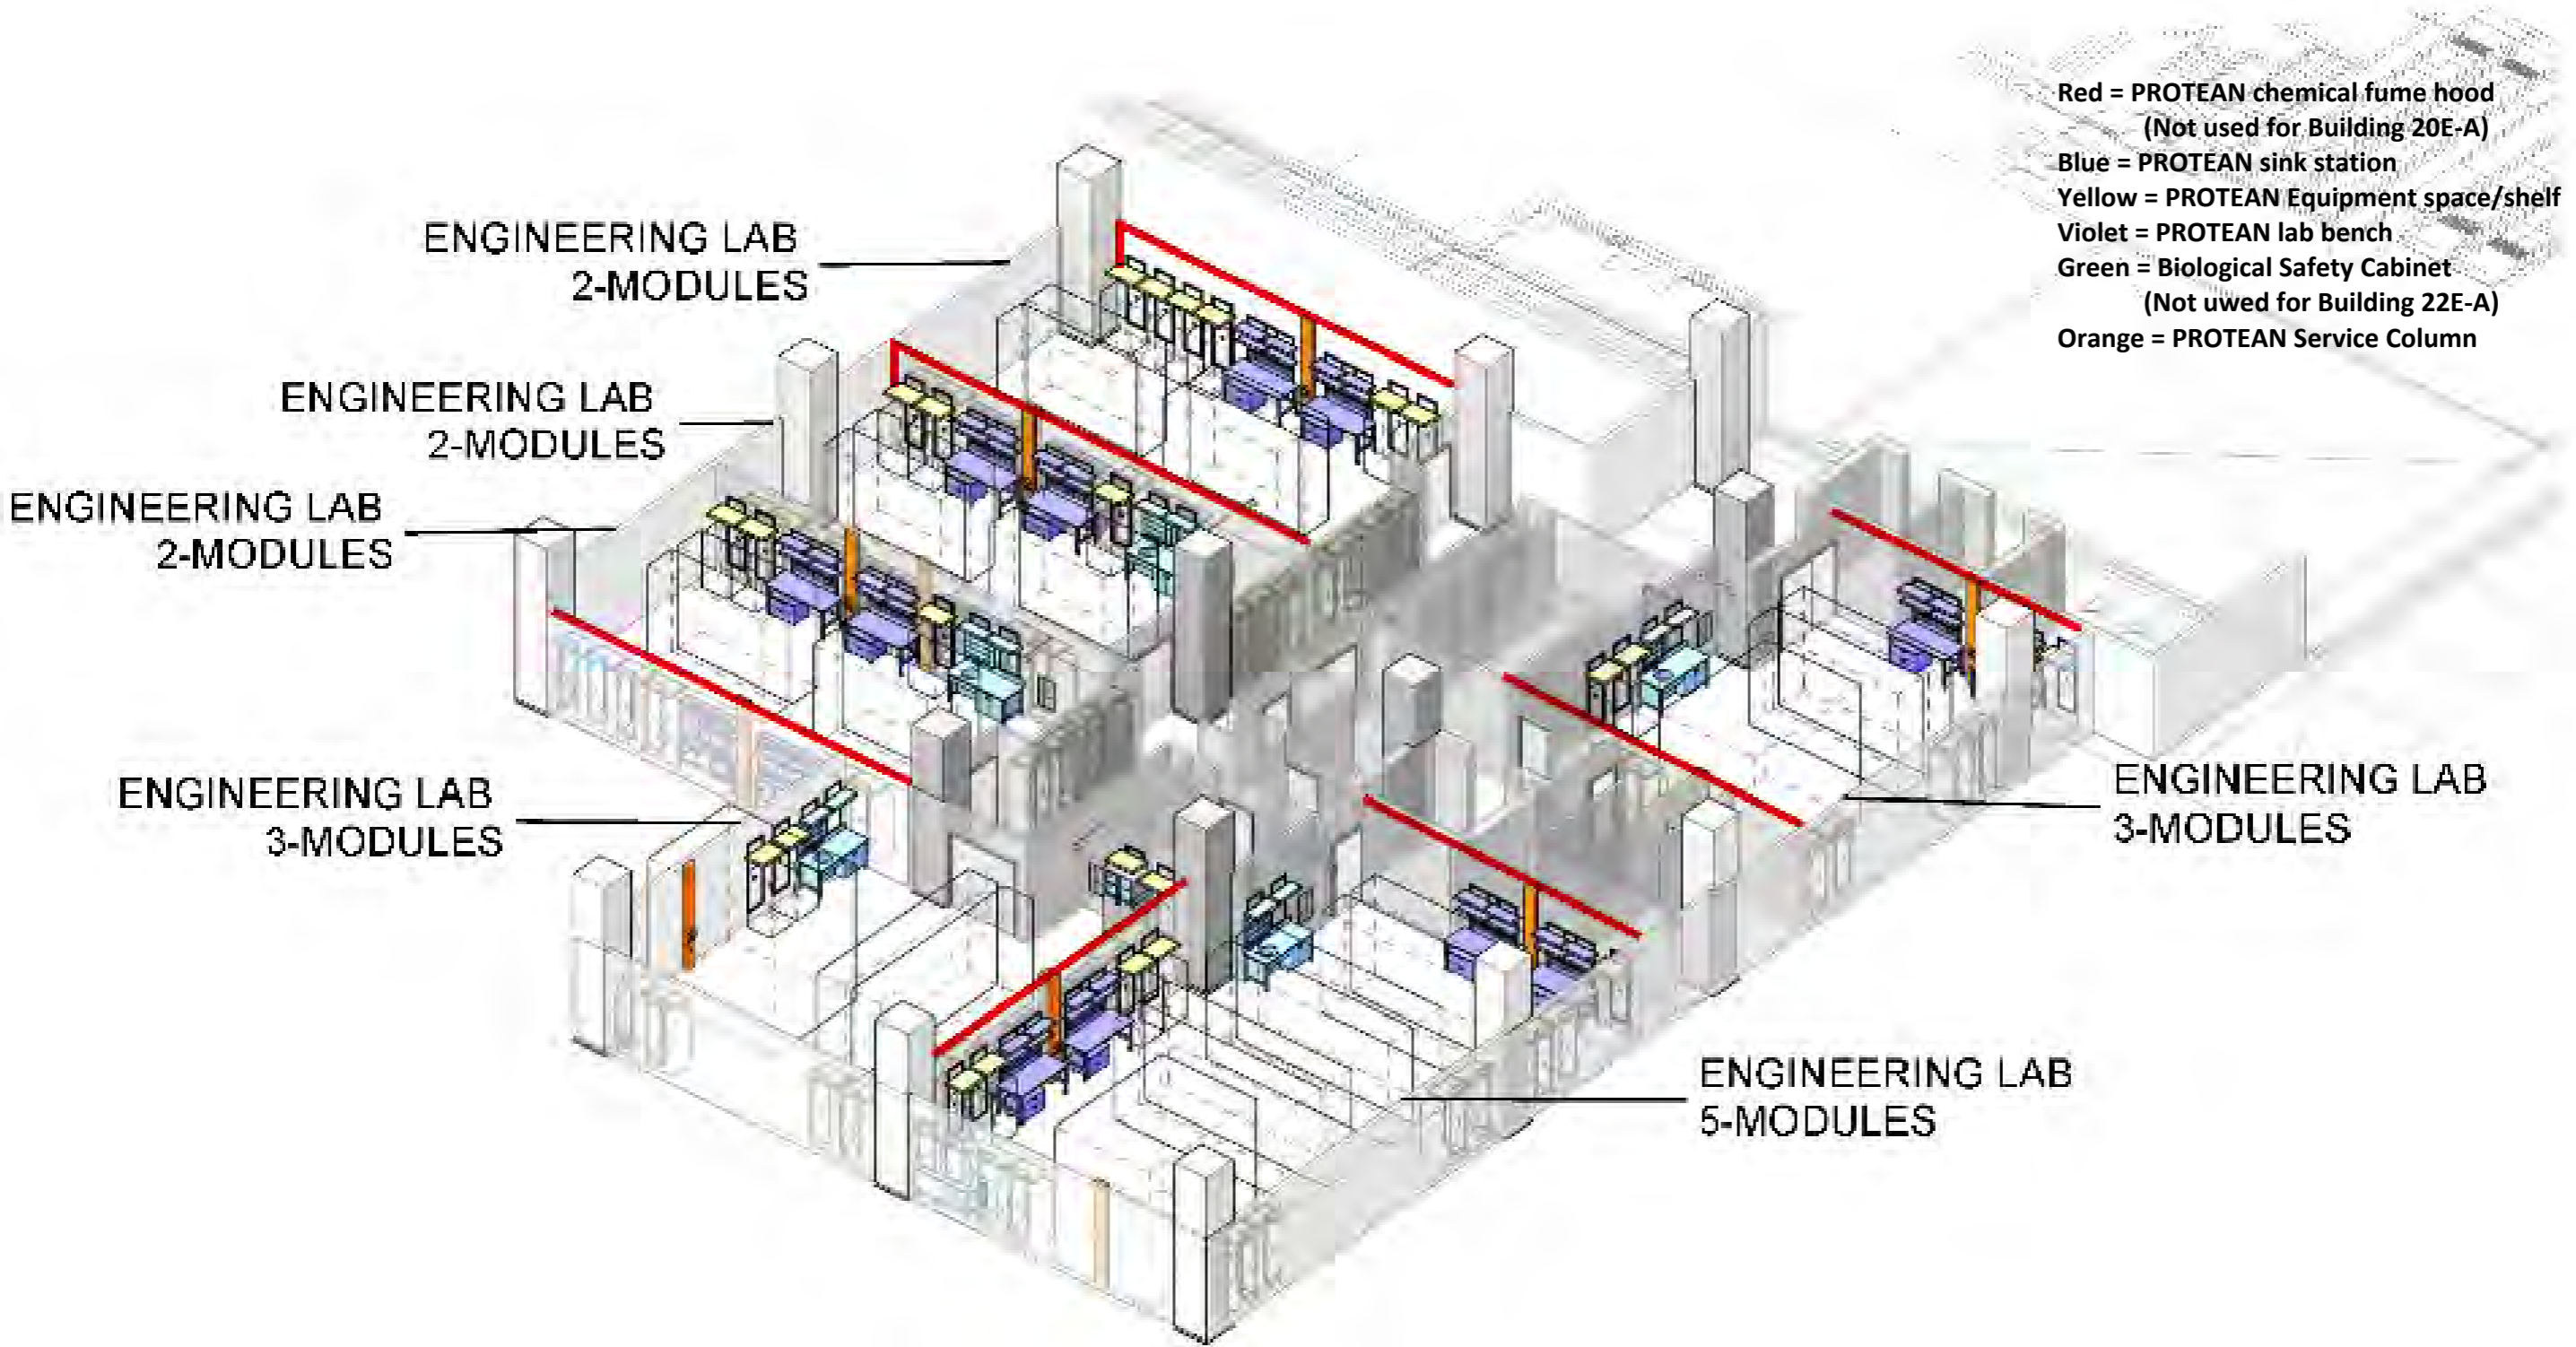 Red = PROTEAN chemical fume hood
(Not used for Building 20E-A)
Blue = PROTEAN sink station
Yellow = PROTEAN Equipment space/shelf
Violet = PROTEAN lab bench
Green = Biological Safety Cabinet
(Not uwed for Building 22E-A)
Orange = PROTEAN Service Column
ENGINEERING LAB
2-MODULES
ENGINEERING LAB
2-MODULES
ENGINEERING LAB
2-MODULES
ENGINEERING LAB
3-MODULES
ENGINEERING LAB
3-MODULES
ENGINEERING LAB
5-MODULES